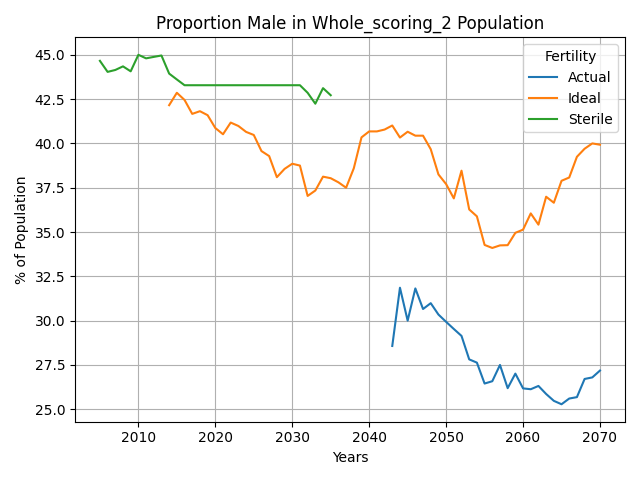 Proportion Male in Whole_scoring_2 Population
Fertility
Actual
Ideal
Sterile
% of Population
45.0
42.5
40.0
37.5
35.0
32.5
30.0
27.5
25.0
2010 2020 2030 2040 2050 2060 2070
Years